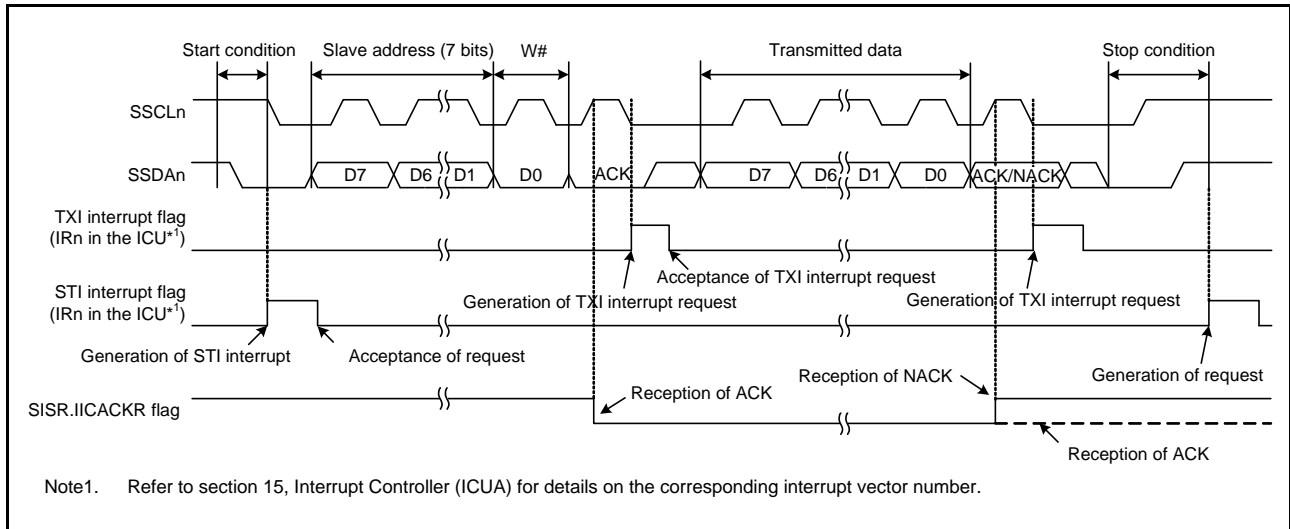 Start condition
Slave address (7 bits)
W#
Transmitted data
Stop condition
SSCLn
SSDAn
D7
D6
D1
D0
ACK
D7
D6
D1
D0
ACK/NACK
TXI interrupt flag
(IRn in the ICU*1)
Acceptance of TXI interrupt request
Generation of TXI interrupt request
Generation of TXI interrupt request
STI interrupt flag
(IRn in the ICU*1)
Generation of STI interrupt
Acceptance of request
Generation of request
Reception of ACK
Reception of NACK
SISR.IICACKR flag
Reception of ACK
Note1. Refer to section 15, Interrupt Controller (ICUA) for details on the corresponding interrupt vector number.